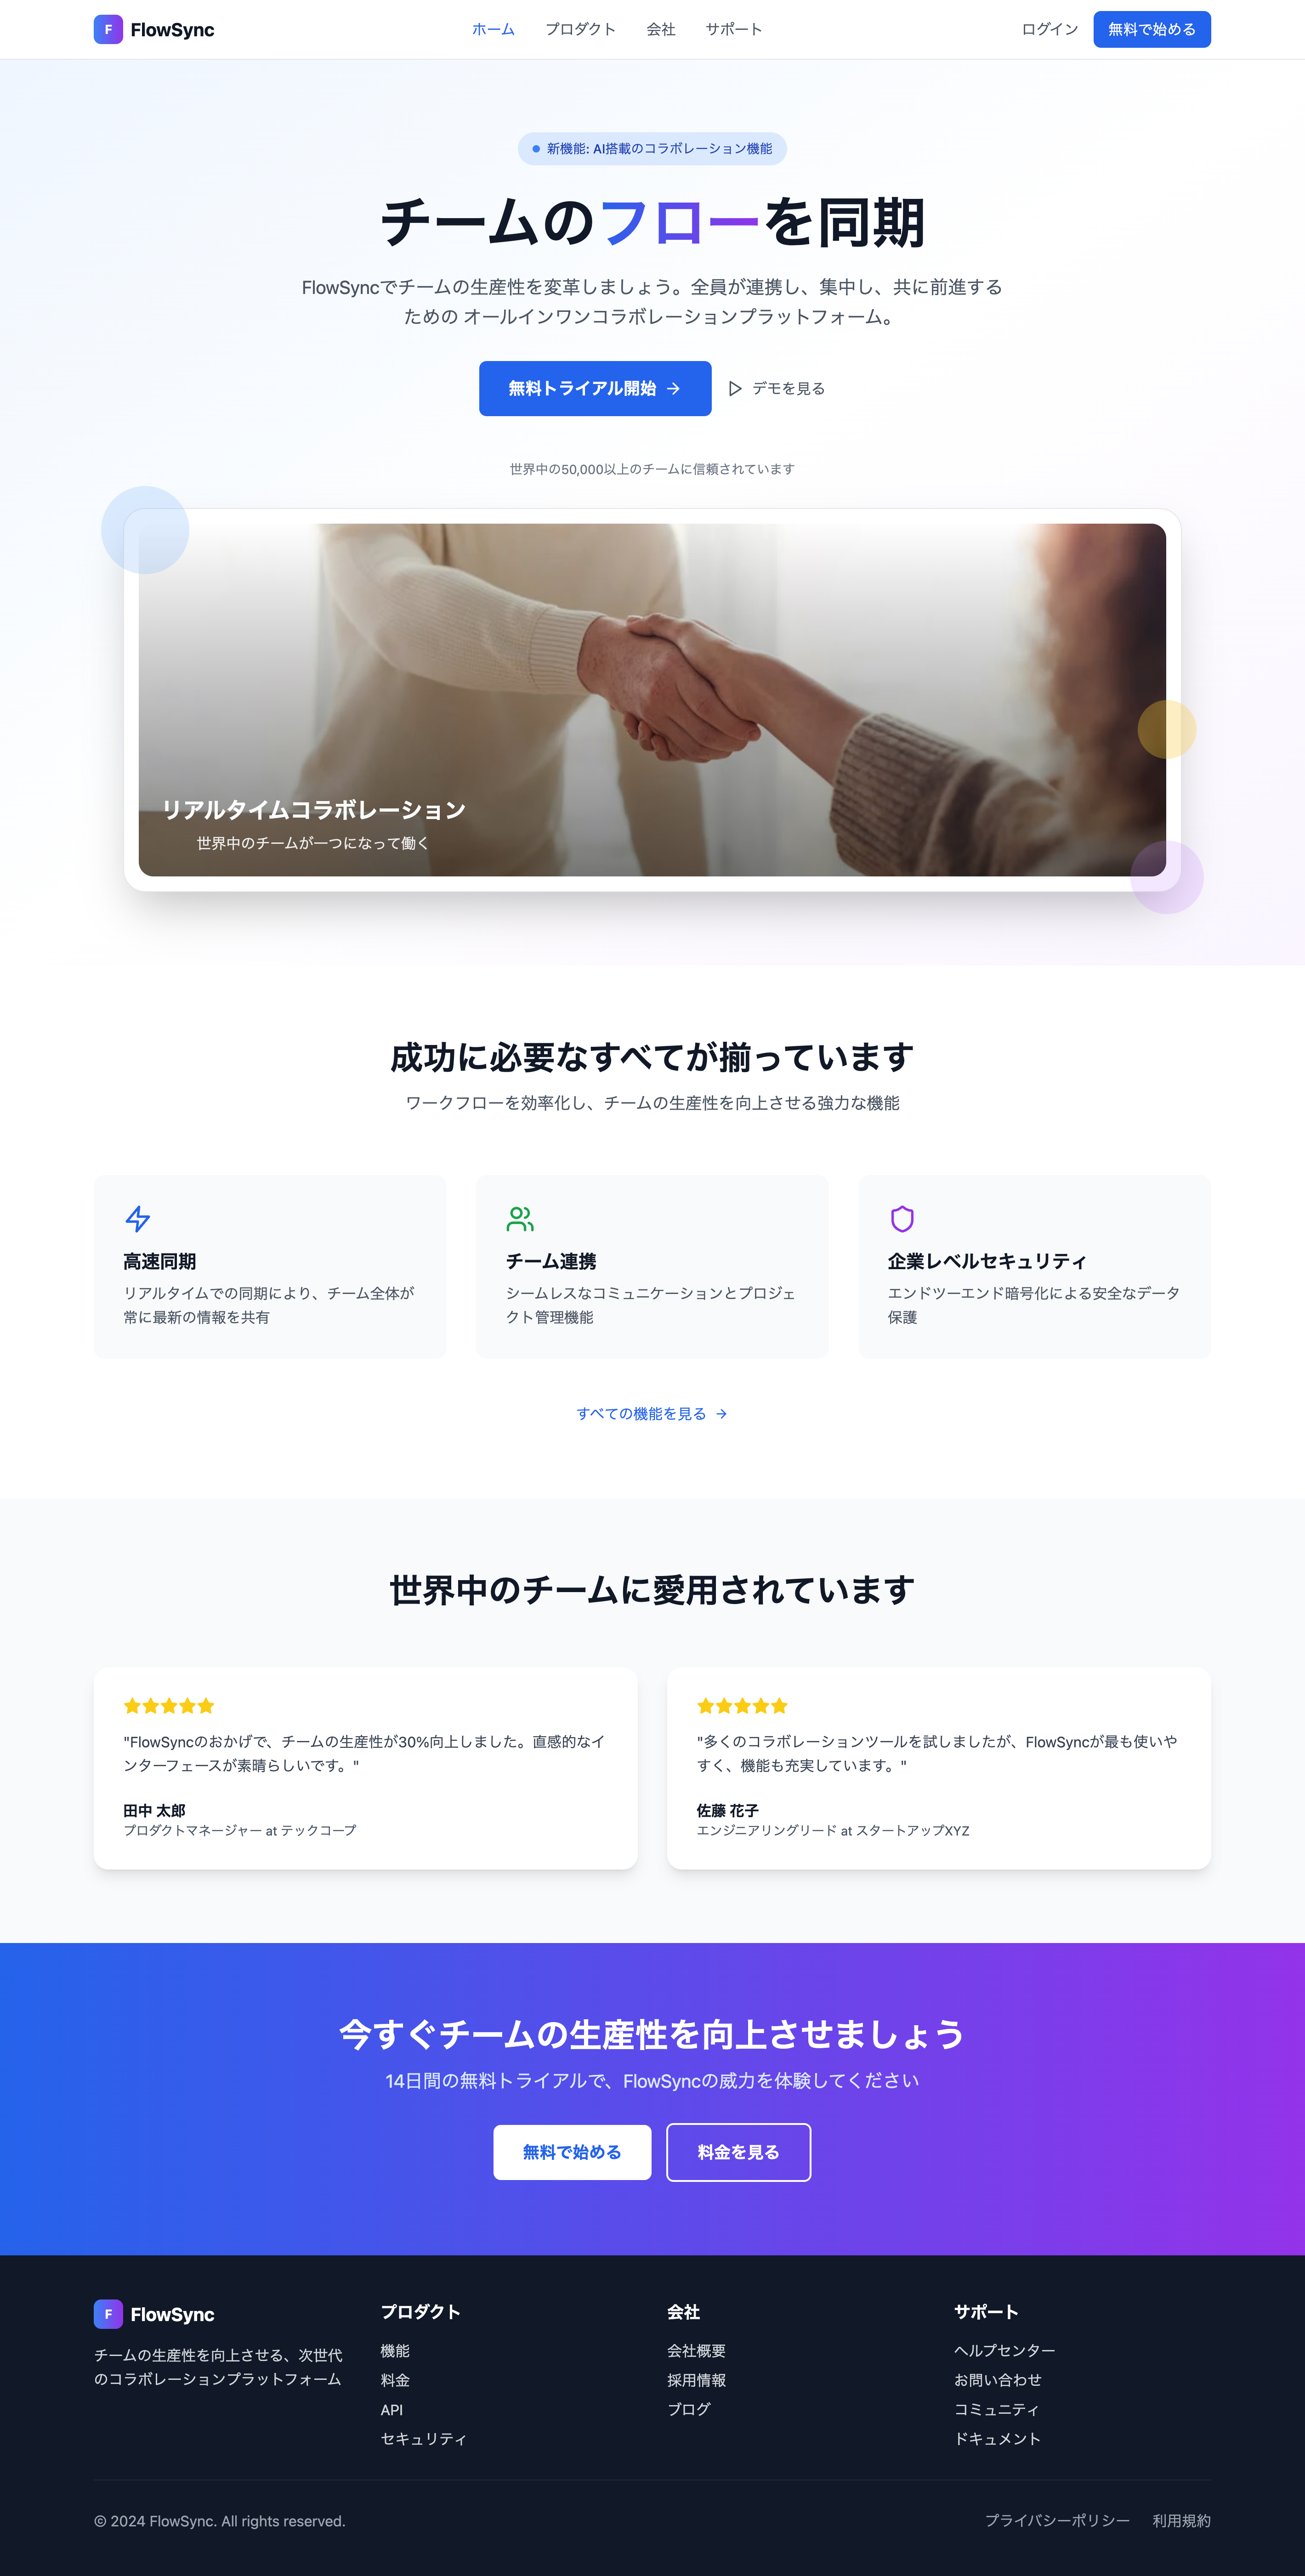 F FlowSync
ホーム プロダクト 会社 サポート
ログイン 無料で始める
新機能: AI搭載のコラボレーション機能
チームのフローを同期
FlowSyncでチームの生産性を変革しましょう。全員が連携し、集中し、共に前進する
ための オールインワンコラボレーションプラットフォーム。
無料トライアル開始
デモを見る
世界中の50,000以上のチームに信頼されています
リアルタイムコラボレーション
世界中のチームが一つになって働く
成功に必要なすべてが揃っています
ワークフローを効率化し、チームの生産性を向上させる強力な機能
高速同期
リアルタイムでの同期により、チーム全体が
常に最新の情報を共有
チーム連携
シームレスなコミュニケーションとプロジェ
クト管理機能
企業レベルセキュリティ
エンドツーエンド暗号化による安全なデータ
保護
すべての機能を見る
世界中のチームに愛用されています
"FlowSyncのおかげで、チームの生産性が30%向上しました。直感的なイ
ンターフェースが素晴らしいです。"
田中 太郎
プロダクトマネージャー at テックコープ
"多くのコラボレーションツールを試しましたが、FlowSyncが最も使いや
すく、機能も充実しています。"
佐藤 花子
エンジニアリングリード at スタートアップXYZ
今すぐチームの生産性を向上させましょう
14日間の無料トライアルで、FlowSyncの威力を体験してください
無料で始める
料金を見る
F FlowSync
チームの生産性を向上させる、次世代
のコラボレーションプラットフォーム
プロダクト
機能
料金
API
セキュリティ
会社
会社概要
採用情報
ブログ
サポート
ヘルプセンター
お問い合わせ
コミュニティ
ドキュメント
© 2024 FlowSync. All rights reserved.
プライバシーポリシー 利用規約